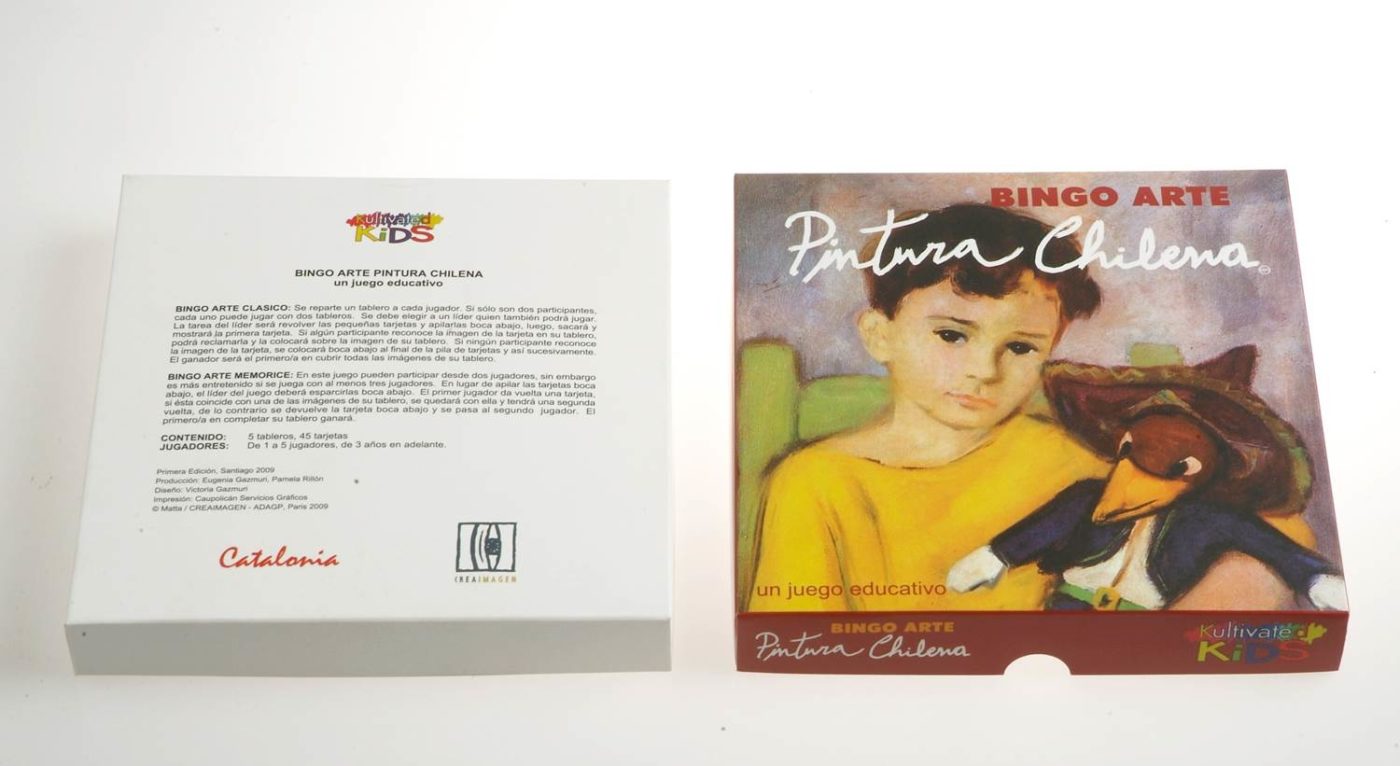 Kultivated
KiDS
BINGO ARTE PINTURA CHILENA
un juego educativo
BINGO ARTE CLASICO: Se reparte un tablero a cada jugador. Si sólo son dos participantes,
cada uno puede jugar con dos tableros. Se debe elegir a un líder quien también podrá jugar.
La tarea del líder será revolver las pequeñas tarjetas y apilarlas boca abajo, luego, sacará y
mostrará la primera tarjeta. Si algún participante reconoce la imagen de la tarjeta en su tablero,
podrá reclamarla y la colocará sobre la imagen de su tablero. Si ningún participante reconoce
la imagen de la tarjeta, se colocará boca abajo al final de la pila de tarjetas y así sucesivamente.
El ganador será el primero/a en cubrir todas las imágenes de su tablero.
BINGO ARTE MEMORICE: En este juego pueden participar desde dos jugadores, sin embargo
es más entretenido si se juega con al menos tres jugadores. En lugar de apilar las tarjetas boca
abajo, el líder del juego deberá esparcirlas boca abajo. El primer jugador da vuelta una tarjeta,
si ésta coincide con una de las imágenes de su tablero, se quedará con ella y tendrá una segunda
vuelta, de lo contrario se devuelve la tarjeta boca abajo y se pasa al segundo jugador. El
primero/a en completar su tablero ganará.
CONTENIDO: 5 tableros, 45 tarjetas
JUGADORES: De 1 a 5 jugadores, de 3 años en adelante.
Primera Edición, Santiago 2009
Producción: Eugenia Gazmuri, Pamela Rillón
Diseño: Victoria Gazmuri
Impresión: Caupolicán Servicios Gráficos
© Matta / CREAIMAGEN - ADAGP, Paris 2009
Catalonia
CREAIMAGEN
BINGO ARTE
Pintura Chilena
un juego educativo
BINGO ARTE
Pintura Chilena
Kultivated
KiDS